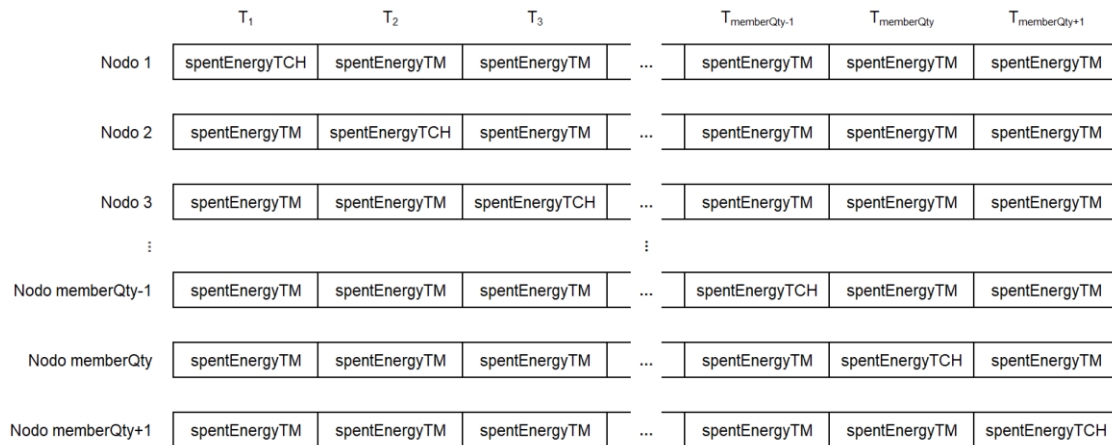 T1 T2 T3 TmemberQty-1 TmemberQty TmemberQty+1
Nodo 1 spentEnergyTCH spentEnergyTM spentEnergyTM ... spentEnergyTM spentEnergyTM spentEnergyTM
Nodo 2 spentEnergyTM spentEnergyTCH spentEnergyTM ... spentEnergyTM spentEnergyTM spentEnergyTM
Nodo 3 spentEnergyTM spentEnergyTM spentEnergyTCH ... spentEnergyTM spentEnergyTM spentEnergyTM
⋮ ⋮
Nodo memberQty-1 spentEnergyTM spentEnergyTM spentEnergyTM ... spentEnergyTCH spentEnergyTM spentEnergyTM
Nodo memberQty spentEnergyTM spentEnergyTM spentEnergyTM ... spentEnergyTM spentEnergyTCH spentEnergyTM
Nodo memberQty+1 spentEnergyTM spentEnergyTM spentEnergyTM ... spentEnergyTM spentEnergyTM spentEnergyTCH